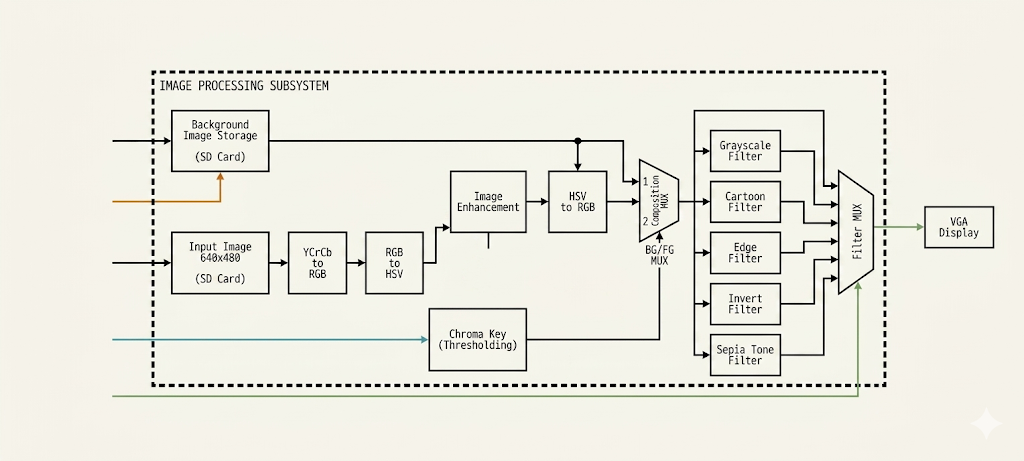 IMAGE PROCESSING SUBSYSTEM
Background
Image Storage
(SD Card)
Input Image
640x480
(SD Card)
YCrCb
to
RGB
RGB
to
HSV
Image
Enhancement
HSV
to RGB
Chroma Key
(Thresholding)
1
2
Composition
MUX
BG/FG
MUX
Grayscale
Filter
Cartoon
Filter
Edge
Filter
Invert
Filter
Sepia Tone
Filter
Filter MUX
VGA
Display